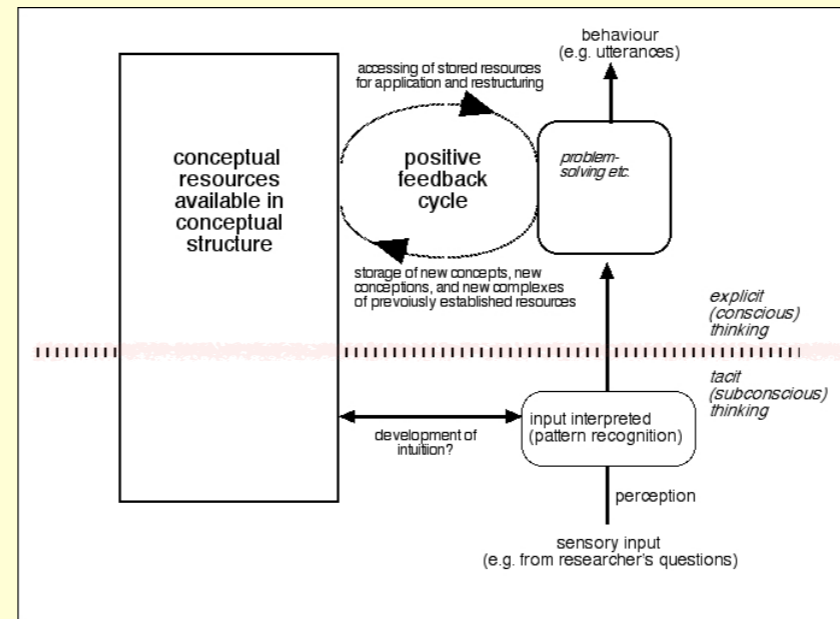 behaviour
(e.g. utterances)
accessing of stored resources
for application and restructuring
conceptual
resources
available in
conceptual
structure
positive
feedback
cycle
problem-
solving etc.
storage of new concepts, new
conceptions, and new complexes
of prevoiusly established resources
explicit
(conscious)
thinking
tacit
(subconscious)
thinking
input interpreted
(pattern recognition)
development of
intuition?
perception
sensory input
(e.g. from researcher's questions)